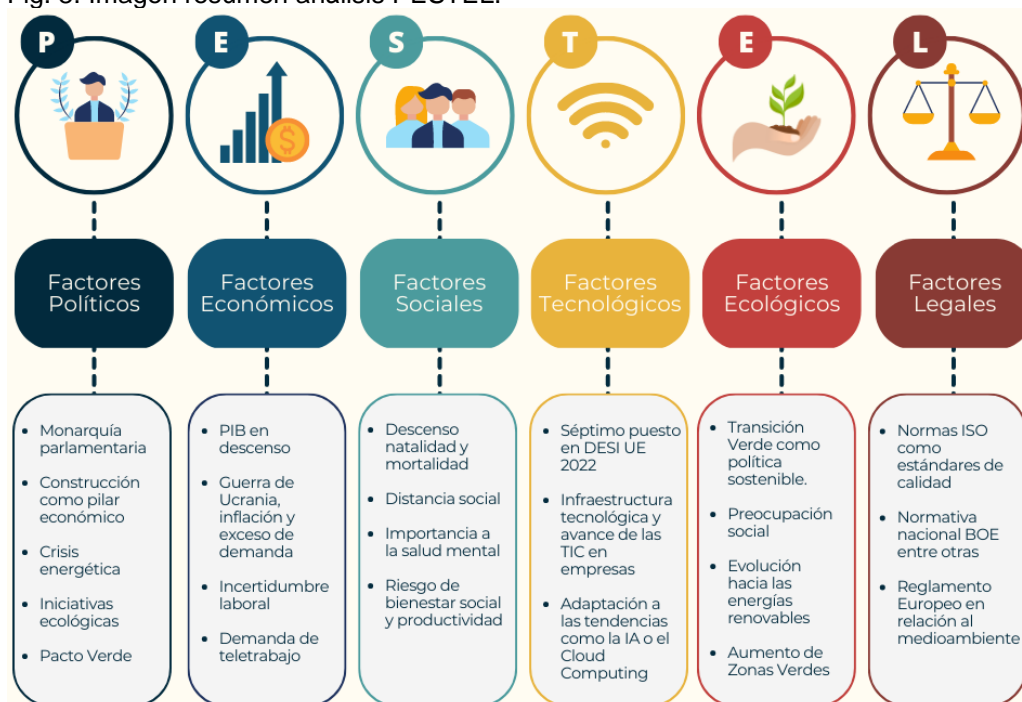 Fig. 3. Imagen resumen análisis PESTEL.
P
E
S
T
E
L
Factores
Políticos
Factores
Económicos
Factores
Sociales
Factores
Tecnológicos
Factores
Ecológicos
Factores
Legales
• Monarquía
parlamentaria
• Construcción
como pilar
económico
• Crisis
energética
• Iniciativas
ecológicas
• Pacto Verde
• PIB en
descenso
• Guerra de
Ucrania,
inflación y
exceso de
demanda
• Incertidumbre
laboral
• Demanda de
teletrabajo
• Descenso
natalidad y
mortalidad
• Distancia social
• Importancia a
la salud mental
• Riesgo de
bienestar social
y productividad
• Séptimo puesto
en DESI UE
2022
• Infraestructura
tecnológica y
avance de las
TIC en
empresas
• Adaptación a
las tendencias
como la IA o el
Cloud
Computing
• Transición
Verde como
política
sostenible.
• Preocupación
social
• Evolución
hacia las
energías
renovables
• Aumento de
Zonas Verdes
• Normas ISO
como
estándares de
calidad
• Normativa
nacional BOE
entre otras
• Reglamento
Europeo en
relación al
medioambiente